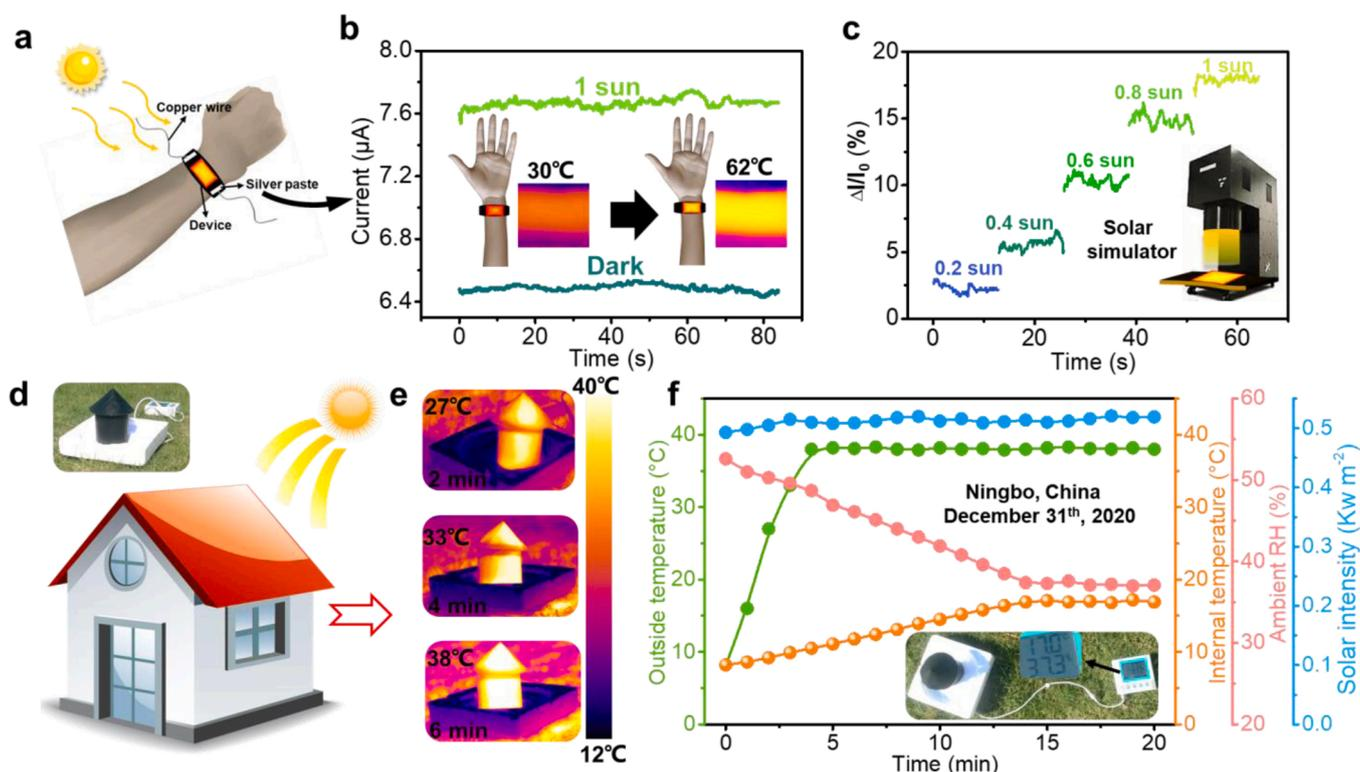 a
Copper wire
Silver paste
Device
b
8.0
7.6
7.2
6.8
6.4
Current (μA)
1 sun
30℃
62℃
Dark
0
20
40
60
80
Time (s)
c
20
15
10
5
0
ΔI/I₀ (%)
1 sun
0.8 sun
0.6 sun
0.4 sun
0.2 sun
Solar
simulator
0
20
40
60
Time (s)
d
e
27℃
2 min
33℃
4 min
38℃
6 min
40℃
12℃
f
40
30
20
10
0
Outside temperature (°C)
Ningbo, China
December 31th, 2020
17.0
37.3
0
5
10
15
20
Time (min)
40
30
20
10
0
Internal temperature (°C)
60
50
40
30
20
Ambient RH (%)
0.5
0.4
0.3
0.2
0.1
0.0
Solar intensity (Kw m⁻²)